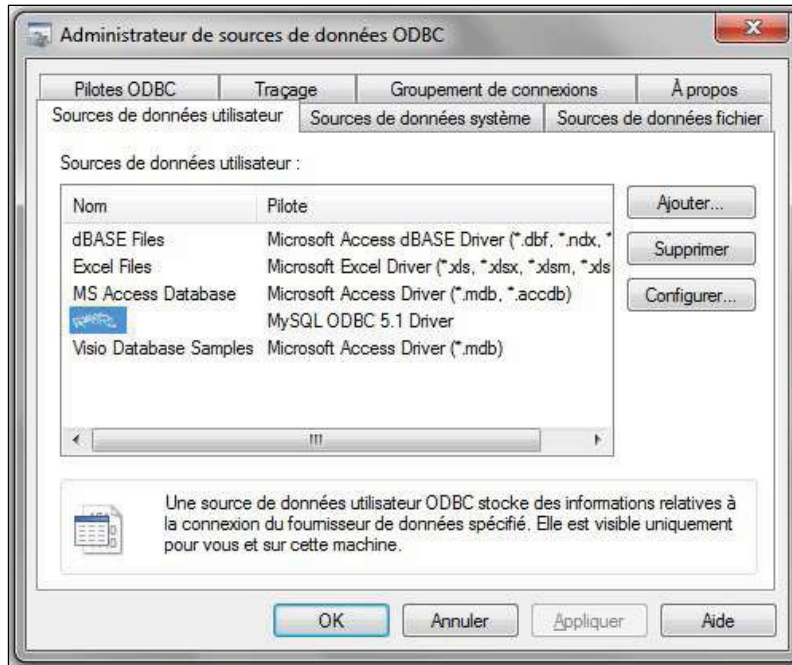 Administrateur de sources de données ODBC
Pilotes ODBC Traçage Groupement de connexions À propos
Sources de données utilisateur Sources de données système Sources de données fichier
Sources de données utilisateur :
Nom Pilote
Ajouter...
dBASE Files Microsoft Access dBASE Driver (*.dbf, *.ndx, *
Supprimer
Excel Files Microsoft Excel Driver (*.xls, *.xlsx, *.xlsm, *.xls
MS Access Database Microsoft Access Driver (*.mdb, *.accdb)
Configurer...
MySQL ODBC 5.1 Driver
Visio Database Samples Microsoft Access Driver (*.mdb)
Une source de données utilisateur ODBC stocke des informations relatives à
la connexion du fournisseur de données spécifié. Elle est visible uniquement
pour vous et sur cette machine.
OK Annuler Appliquer Aide